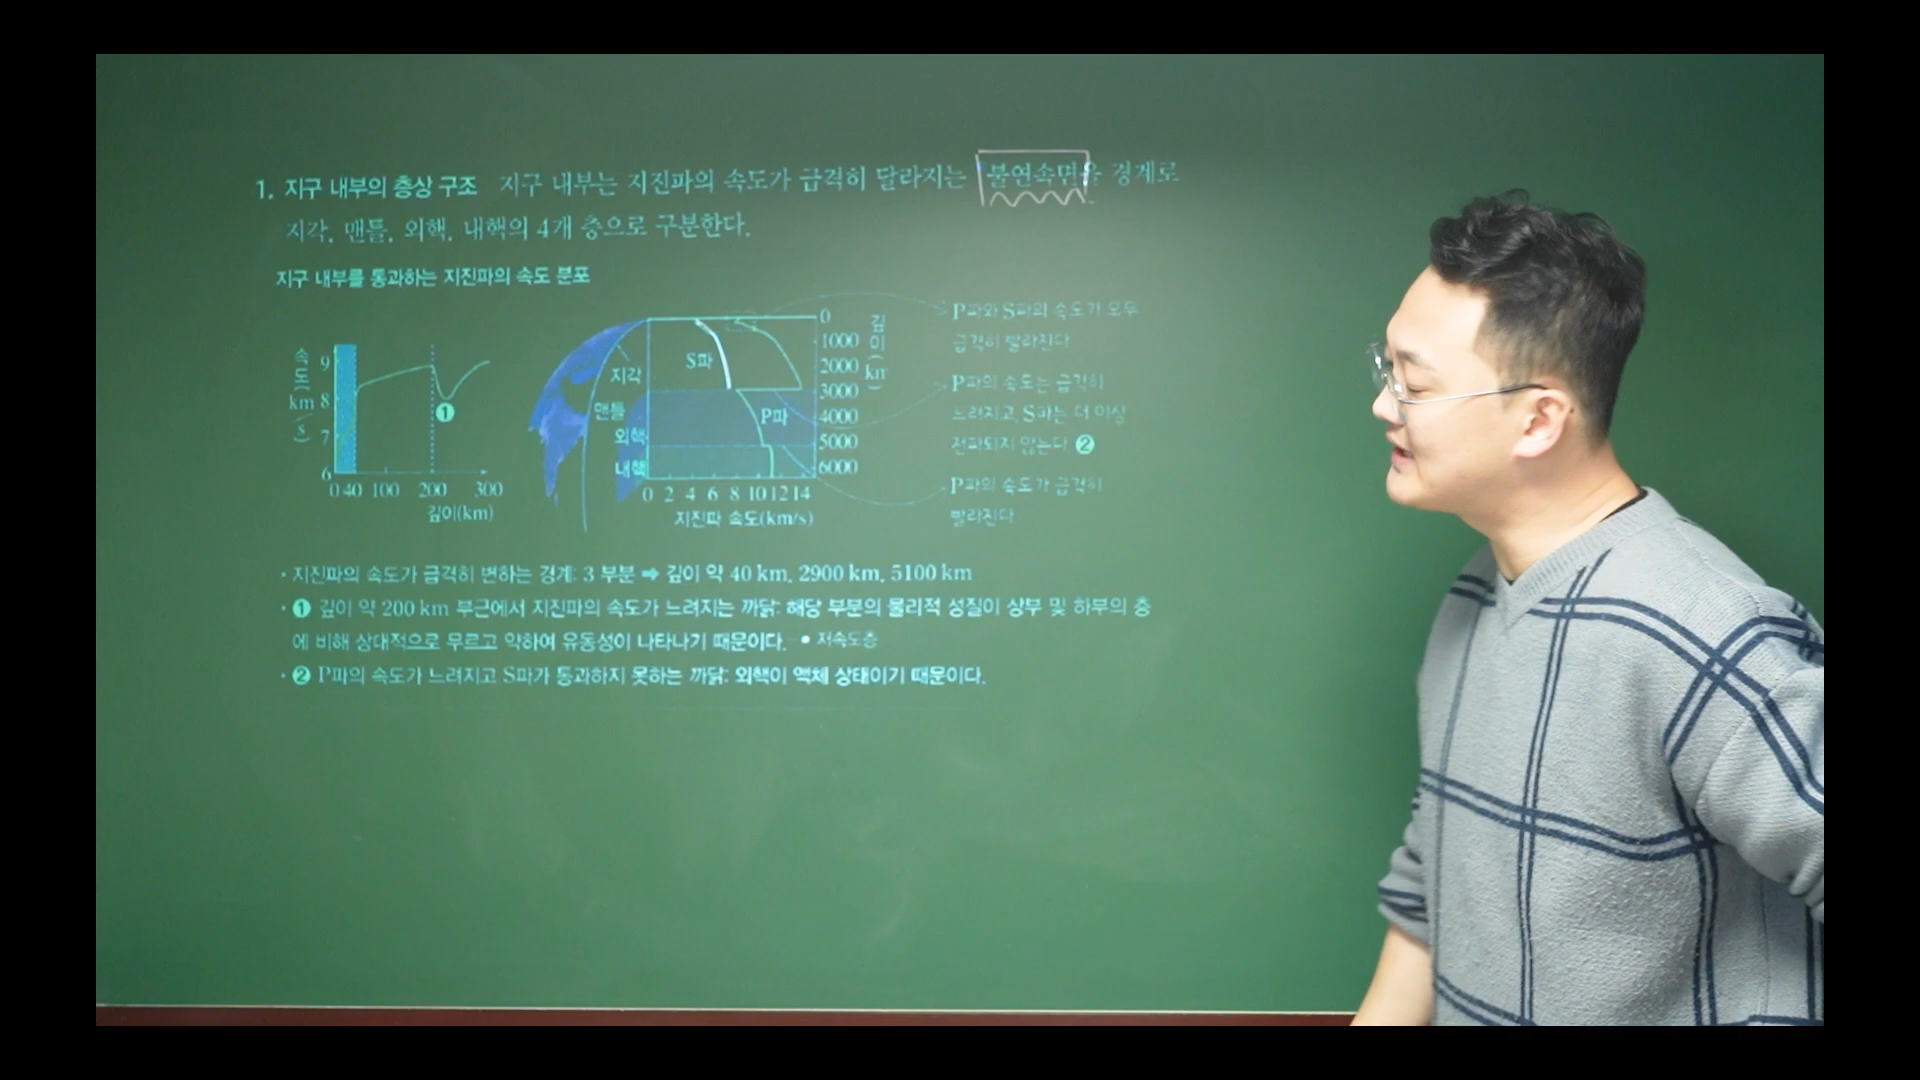 1. 지구 내부의 층상 구조 지구 내부는 지진파의 속도가 급격히 달라지는 불연속면을 경계로
지각, 맨틀, 외핵, 내핵의 4개 층으로 구분한다.
지구 내부를 통과하는 지진파의 속도 분포
속도(km/s)
9
8
7
6
❶
0 40 100 200 300
깊이(km)
지각
맨틀
외핵
내핵
S파
P파
0
1000
2000
3000
4000
5000
6000
깊이(km)
0 2 4 6 8 10 12 14
지진파 속도(km/s)
P파와 S파의 속도가 모두
급격히 빨라진다
P파의 속도는 급격히
느려지고, S파는 더 이상
전파되지 않는다 ❷
P파의 속도가 급격히
빨라진다
· 지진파의 속도가 급격히 변하는 경계: 3 부분 ➡ 깊이 약 40 km, 2900 km, 5100 km
· ❶ 깊이 약 200 km 부근에서 지진파의 속도가 느려지는 까닭: 해당 부분의 물리적 성질이 상부 및 하부의 층
에 비해 상대적으로 무르고 약하여 유동성이 나타나기 때문이다. ● 저속도층
· ❷ P파의 속도가 느려지고 S파가 통과하지 못하는 까닭: 외핵이 액체 상태이기 때문이다.